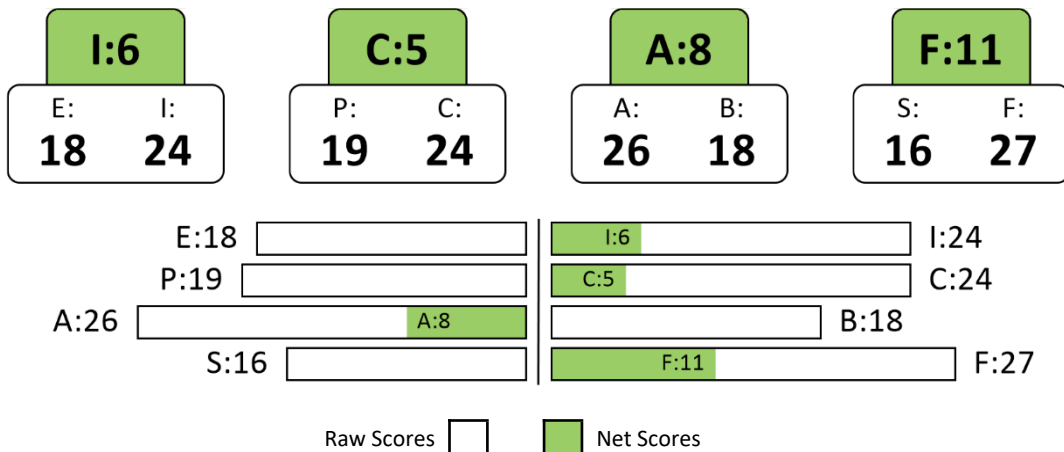 I:6 C:5 A:8 F:11
E: I: P: C: A: B: S: F:
18 24 19 24 26 18 16 27
E:18 I:6 I:24
P:19 C:5 C:24
A:26 A:8 B:18
S:16 F:11 F:27
Raw Scores Net Scores